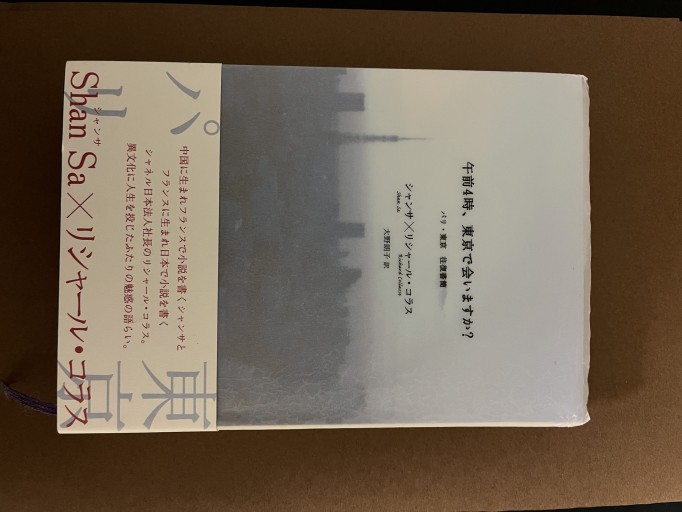 午前4時、東京で会いますか?
パリ・東京 往復書簡
シャンサ×リシャール・コラス
Shan Sa
Richard Collasse
大野朗子 訳
パリ
東京
中国に生まれフランスで小説を書くシャンサと
フランスに生まれ日本で小説を書く
シャネル日本法人社長のリシャール・コラス。
異文化に人生を投じたふたりの魅惑の語らい。
シャンサ
Shan Sa×リシャール・コラス